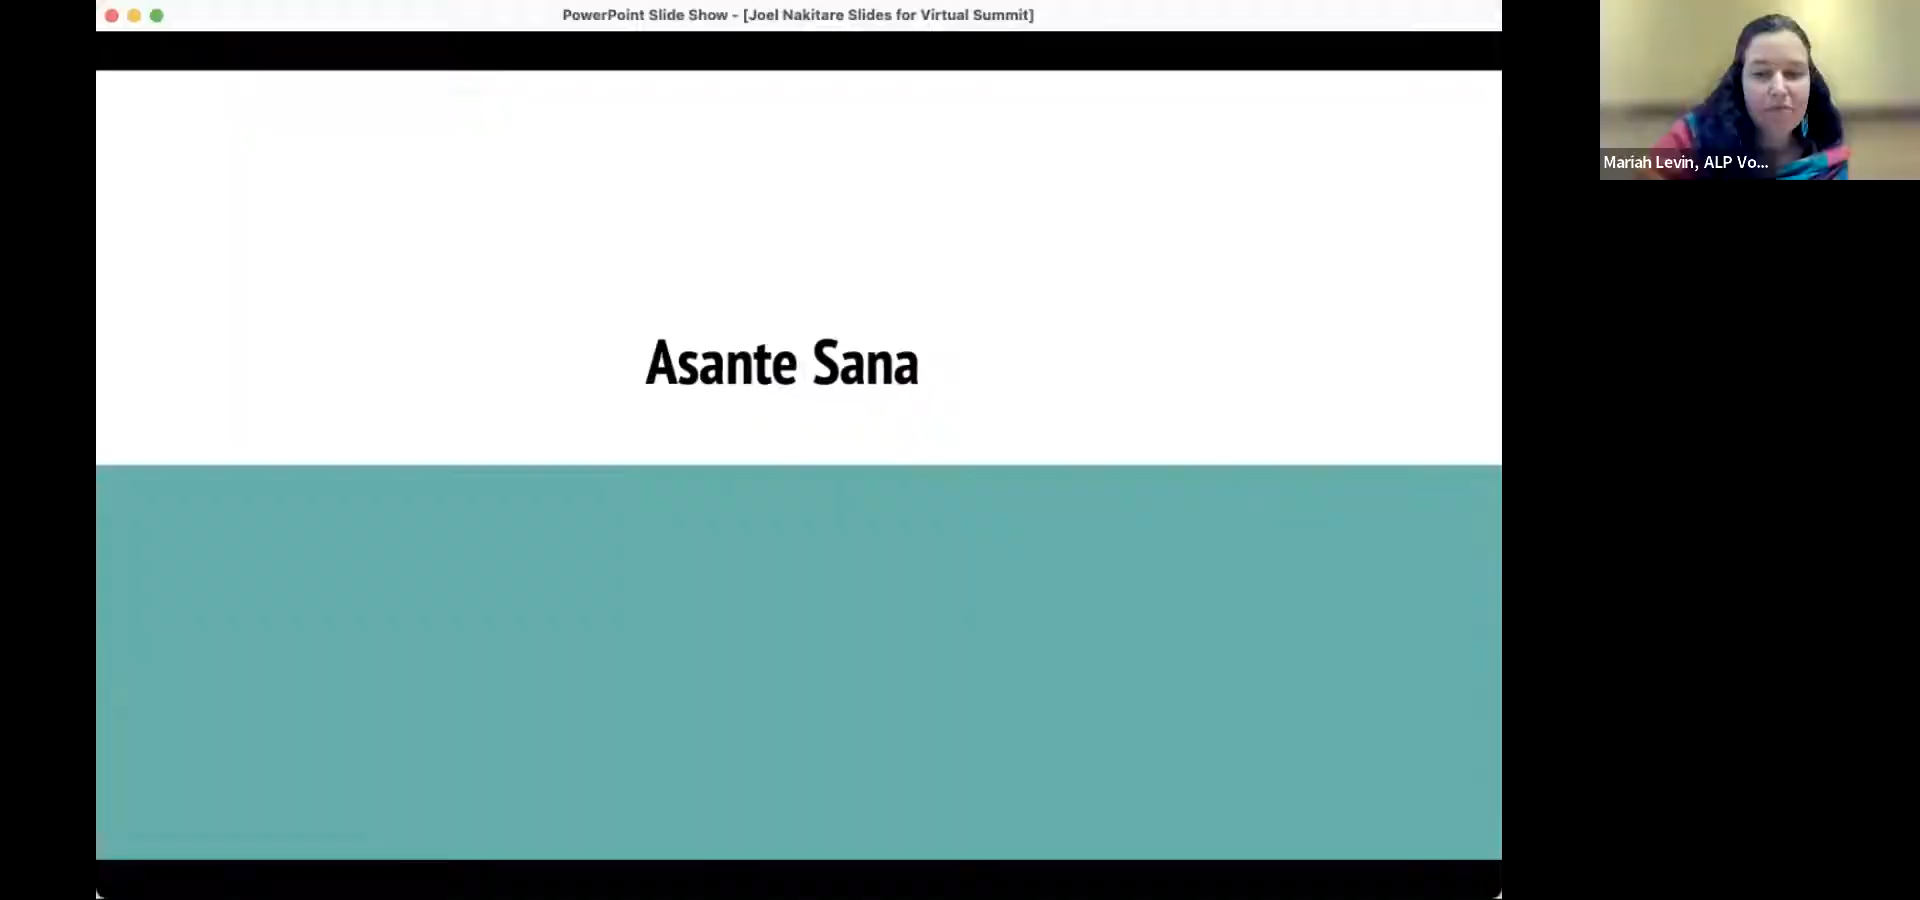 PowerPoint Slide Show - [Joel Nakitare Slides for Virtual Summit]
Mariah Levin, ALP Vo...
Asante Sana